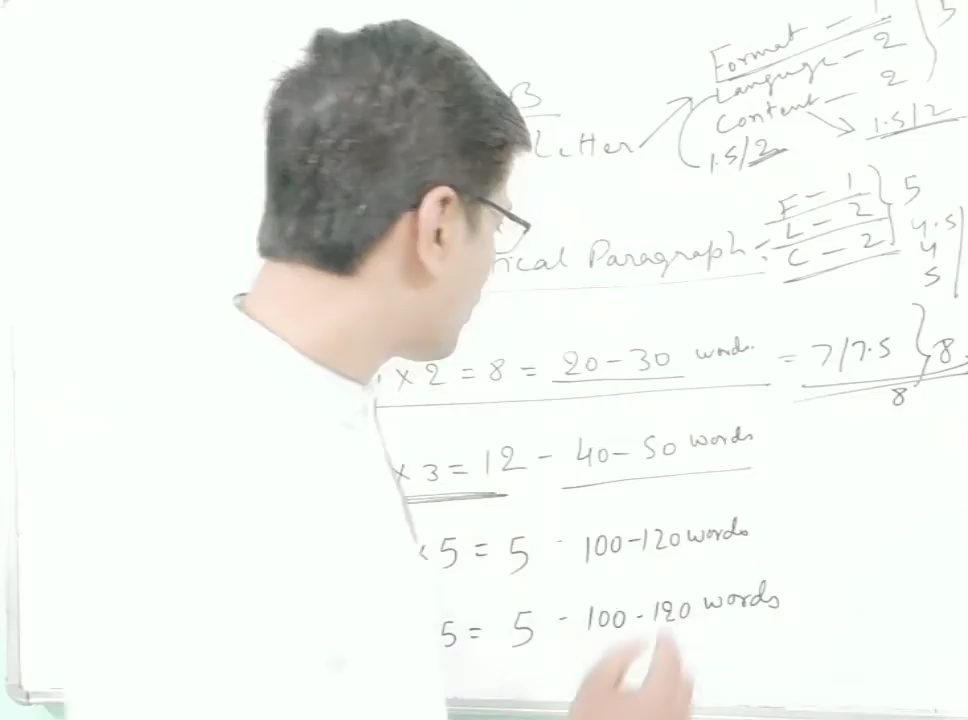 B
Format - 1
Language - 2
Content - 2
5
1.5/2
1.5/2
Letter
F - 1
L - 2
C - 2
5
4.5
4
5
ical Paragraph :
× 2 = 8 = 20-30 words = 7/7.5
8
8
× 3 = 12 - 40-50 words
× 5 = 5 - 100-120 words
5 = 5 - 100-120 words